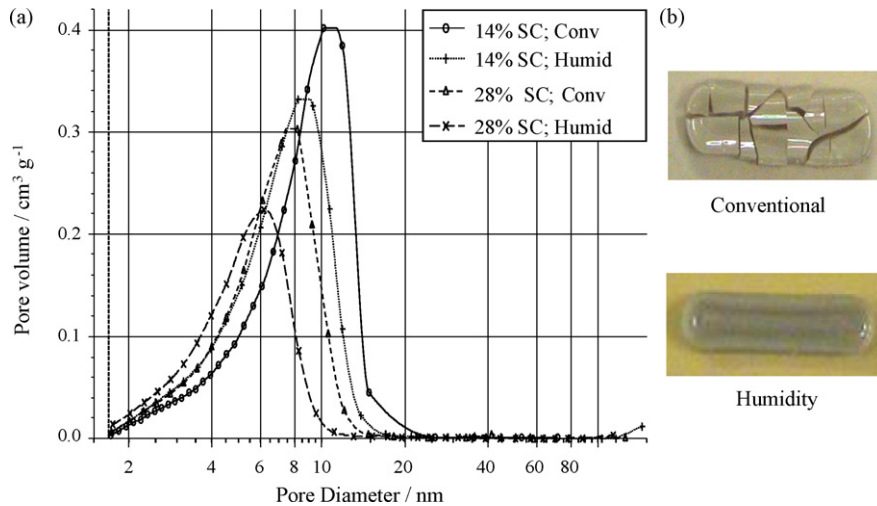 (a)
(b)
14% SC; Conv
14% SC; Humid
28% SC; Conv
28% SC; Humid
Pore volume / cm³ g⁻¹
0.4
0.3
0.2
0.1
0.0
2 4 6 8 10 20 40 60 80
Pore Diameter / nm
Conventional
Humidity